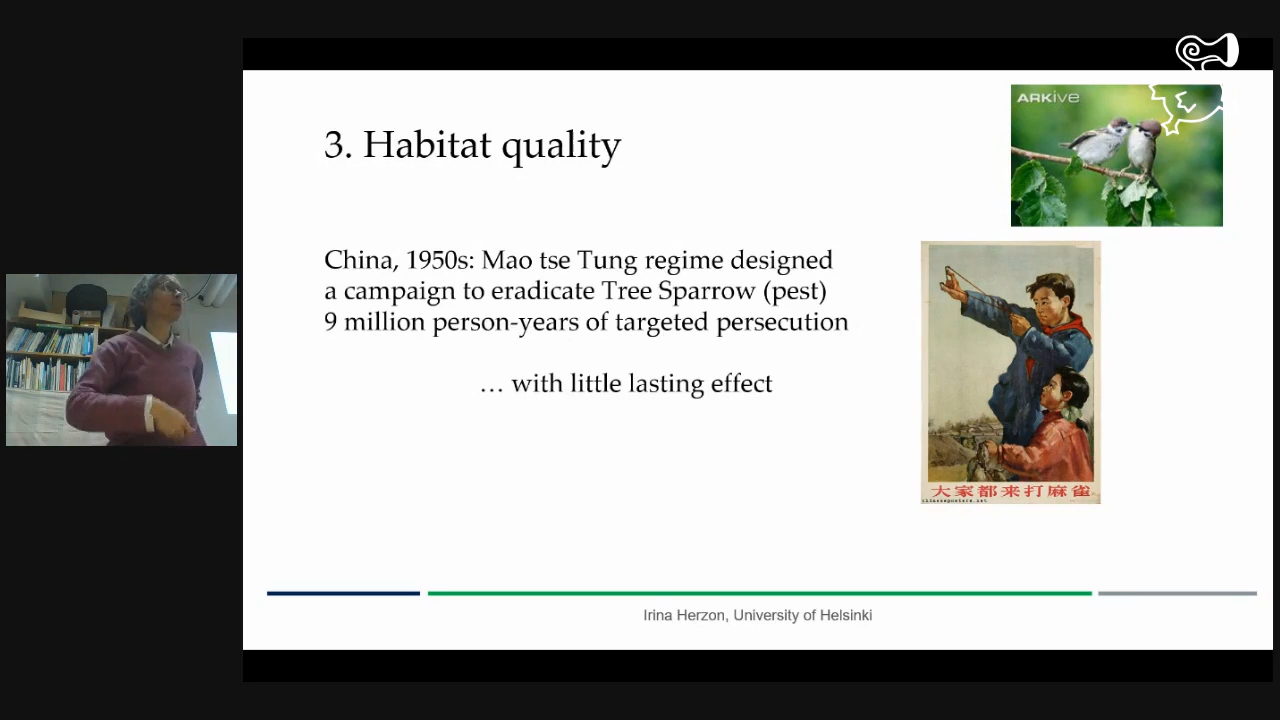 3. Habitat quality
ARKive
China, 1950s: Mao tse Tung regime designed
a campaign to eradicate Tree Sparrow (pest)
9 million person-years of targeted persecution
… with little lasting effect
大家都来打麻雀
chineseposters.net
Irina Herzon, University of Helsinki